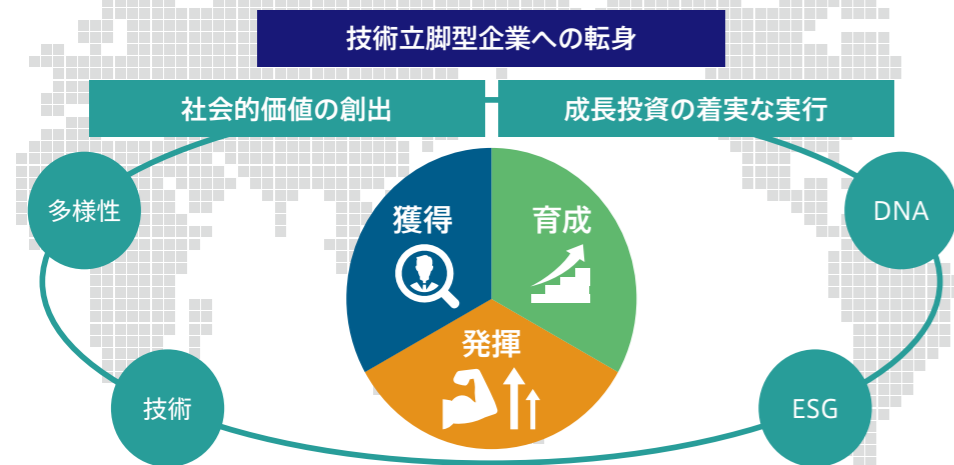 技術立脚型企業への転身
社会的価値の創出
成長投資の着実な実行
多様性
獲得
育成
DNA
発揮
技術
ESG